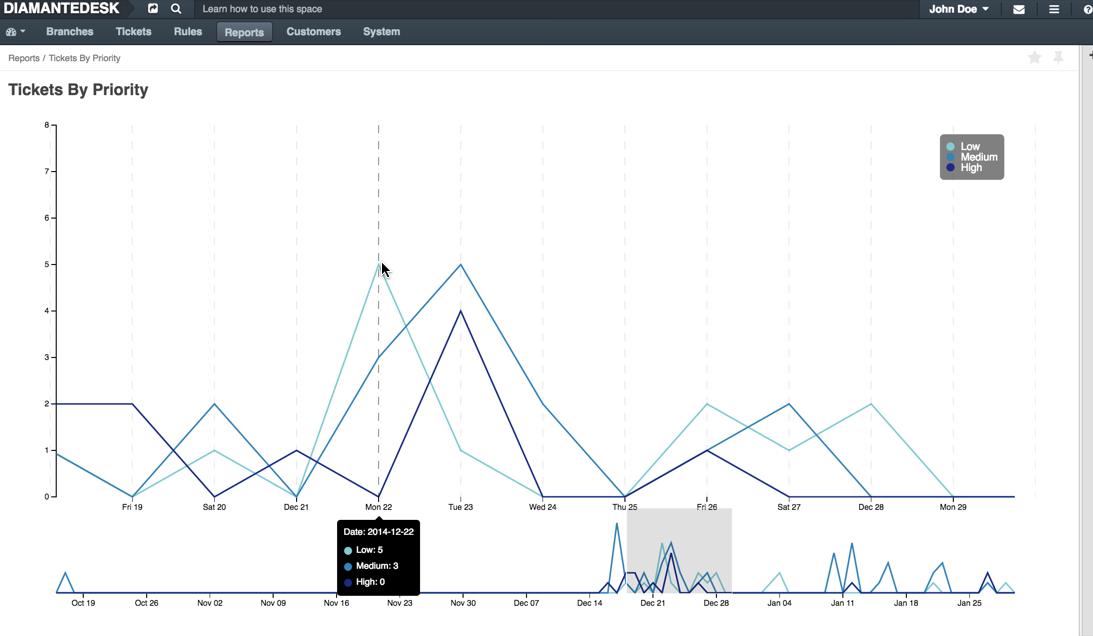 DIAMANTEDESK Learn how to use this space John Doe
Branches Tickets Rules Reports Customers System
Reports / Tickets By Priority
Tickets By Priority
8
7
6
5
4
3
2
1
0
Low
Medium
High
Fri 19 Sat 20 Dec 21 Mon 22 Tue 23 Wed 24 Thu 25 Fri 26 Sat 27 Dec 28 Mon 29
Date: 2014-12-22
Low: 5
Medium: 3
High: 0
Oct 19 Oct 26 Nov 02 Nov 09 Nov 16 Nov 23 Nov 30 Dec 07 Dec 14 Dec 21 Dec 28 Jan 04 Jan 11 Jan 18 Jan 25